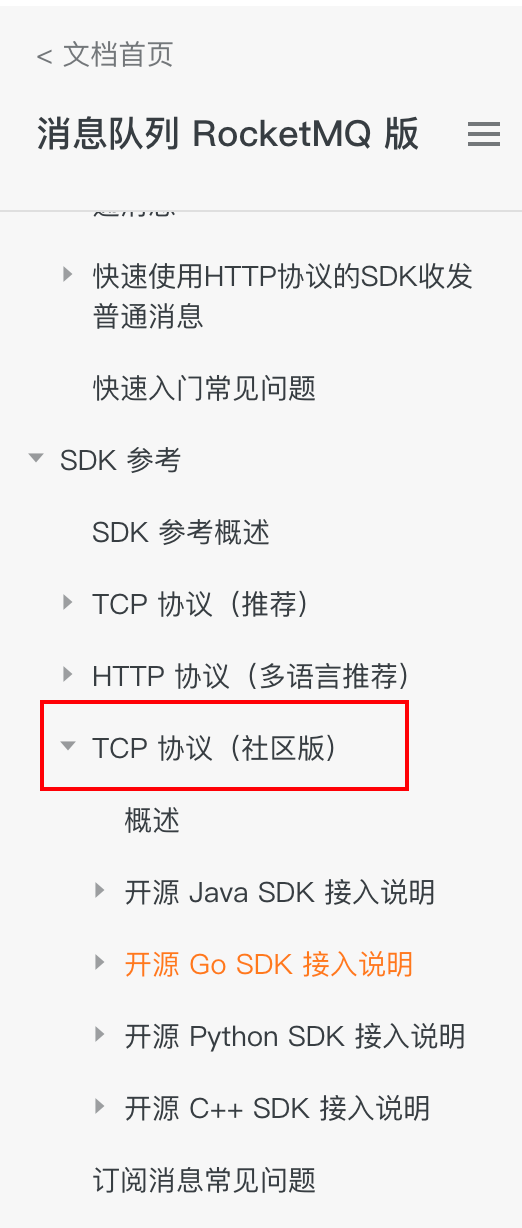 < 文档首页
消息队列 RocketMQ 版
通消息
快速使用HTTP协议的SDK收发
普通消息
快速入门常见问题
SDK 参考
SDK 参考概述
TCP 协议（推荐）
HTTP 协议（多语言推荐）
TCP 协议（社区版）
概述
开源 Java SDK 接入说明
开源 Go SDK 接入说明
开源 Python SDK 接入说明
开源 C++ SDK 接入说明
订阅消息常见问题